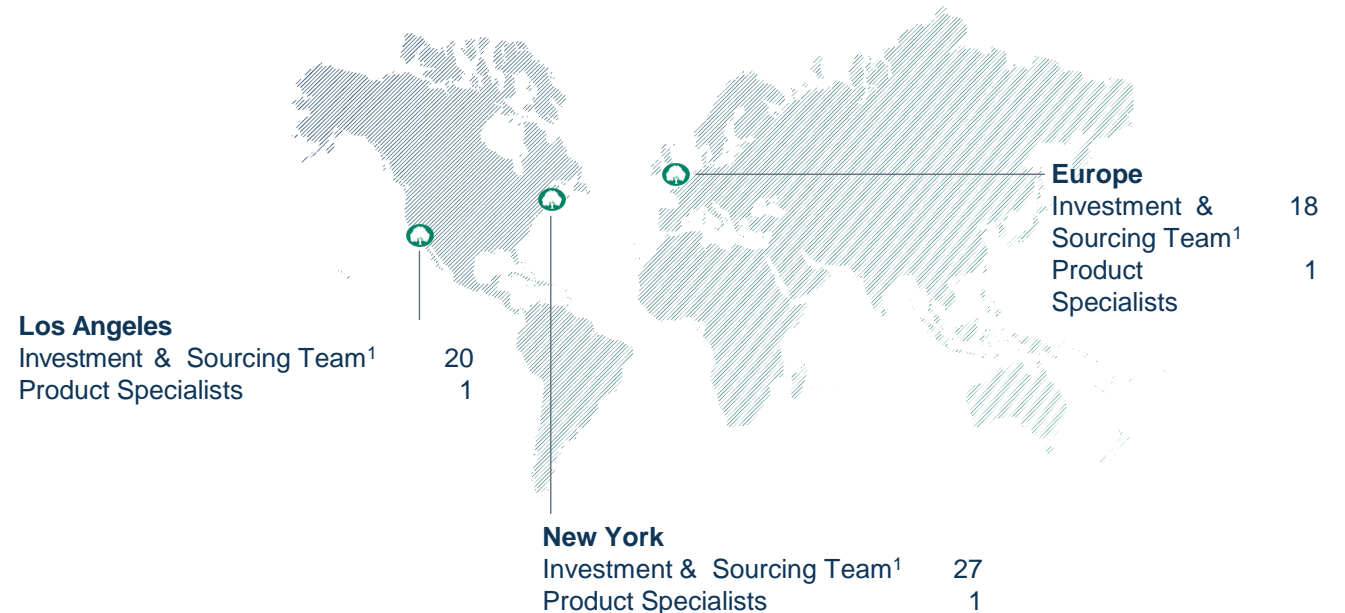 Europe
Investment & 18
Sourcing Team¹
Product 1
Specialists
Los Angeles
Investment & Sourcing Team¹ 20
Product Specialists 1
New York
Investment & Sourcing Team¹ 27
Product Specialists 1